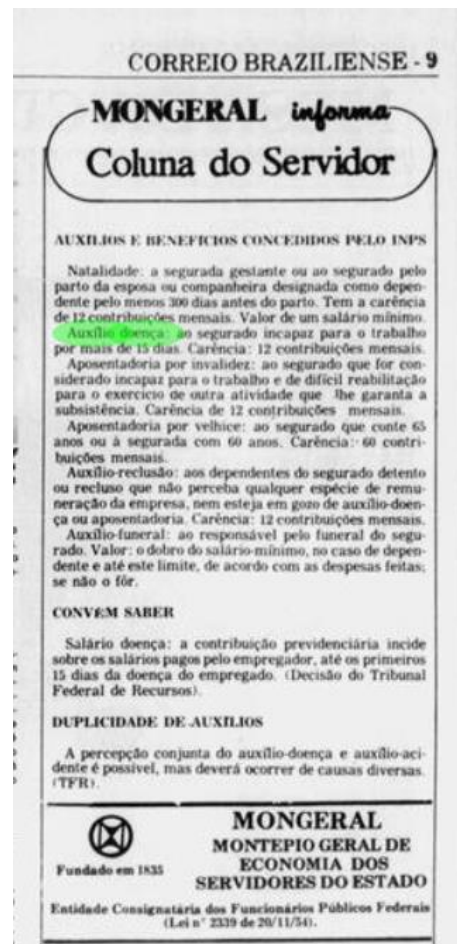 CORREIO BRAZILIENSE - 9
MONGERAL informa
Coluna do Servidor
AUXILIOS E BENEFICIOS CONCEDIDOS PELO INPS
Natalidade: a segurada gestante ou ao segurado pelo
parto da esposa ou companheira designada como depen-
dente pelo menos 300 dias antes do parto. Tem a carência
de 12 contribuições mensais. Valor de um salário mínimo.
Auxílio doença: ao segurado incapaz para o trabalho
por mais de 15 dias. Carência: 12 contribuições mensais.
Aposentadoria por invalidez: ao segurado que for con-
siderado incapaz para o trabalho e de difícil reabilitação
para o exercício de outra atividade que lhe garanta a
subsistência. Carência de 12 contribuições mensais.
Aposentadoria por velhice: ao segurado que conte 65
anos ou à segurada com 60 anos. Carência: 60 contri-
buições mensais.
Auxílio-reclusão: aos dependentes do segurado detento
ou recluso que não perceba qualquer espécie de remu-
neração da empresa, nem esteja em gozo de auxílio-doen-
ça ou aposentadoria. Carência: 12 contribuições mensais.
Auxílio-funeral: ao responsável pelo funeral do segu-
rado. Valor: o dobro do salário-mínimo, no caso de depen-
dente e até este limite, de acordo com as despesas feitas;
se não o fôr.
CONVÉM SABER
Salário doença: a contribuição previdenciária incide
sobre os salários pagos pelo empregador, até os primeiros
15 dias da doença do empregado. (Decisão do Tribunal
Federal de Recursos).
DUPLICIDADE DE AUXILIOS
A percepção conjunta do auxílio-doença e auxílio-aci-
dente é possível, mas deverá ocorrer de causas diversas.
(TFR).
Fundado em 1835
MONGERAL
MONTEPIO GERAL DE
ECONOMIA DOS
SERVIDORES DO ESTADO
Entidade Consignatária dos Funcionários Públicos Federais
(Lei n° 2339 de 20/11/54).